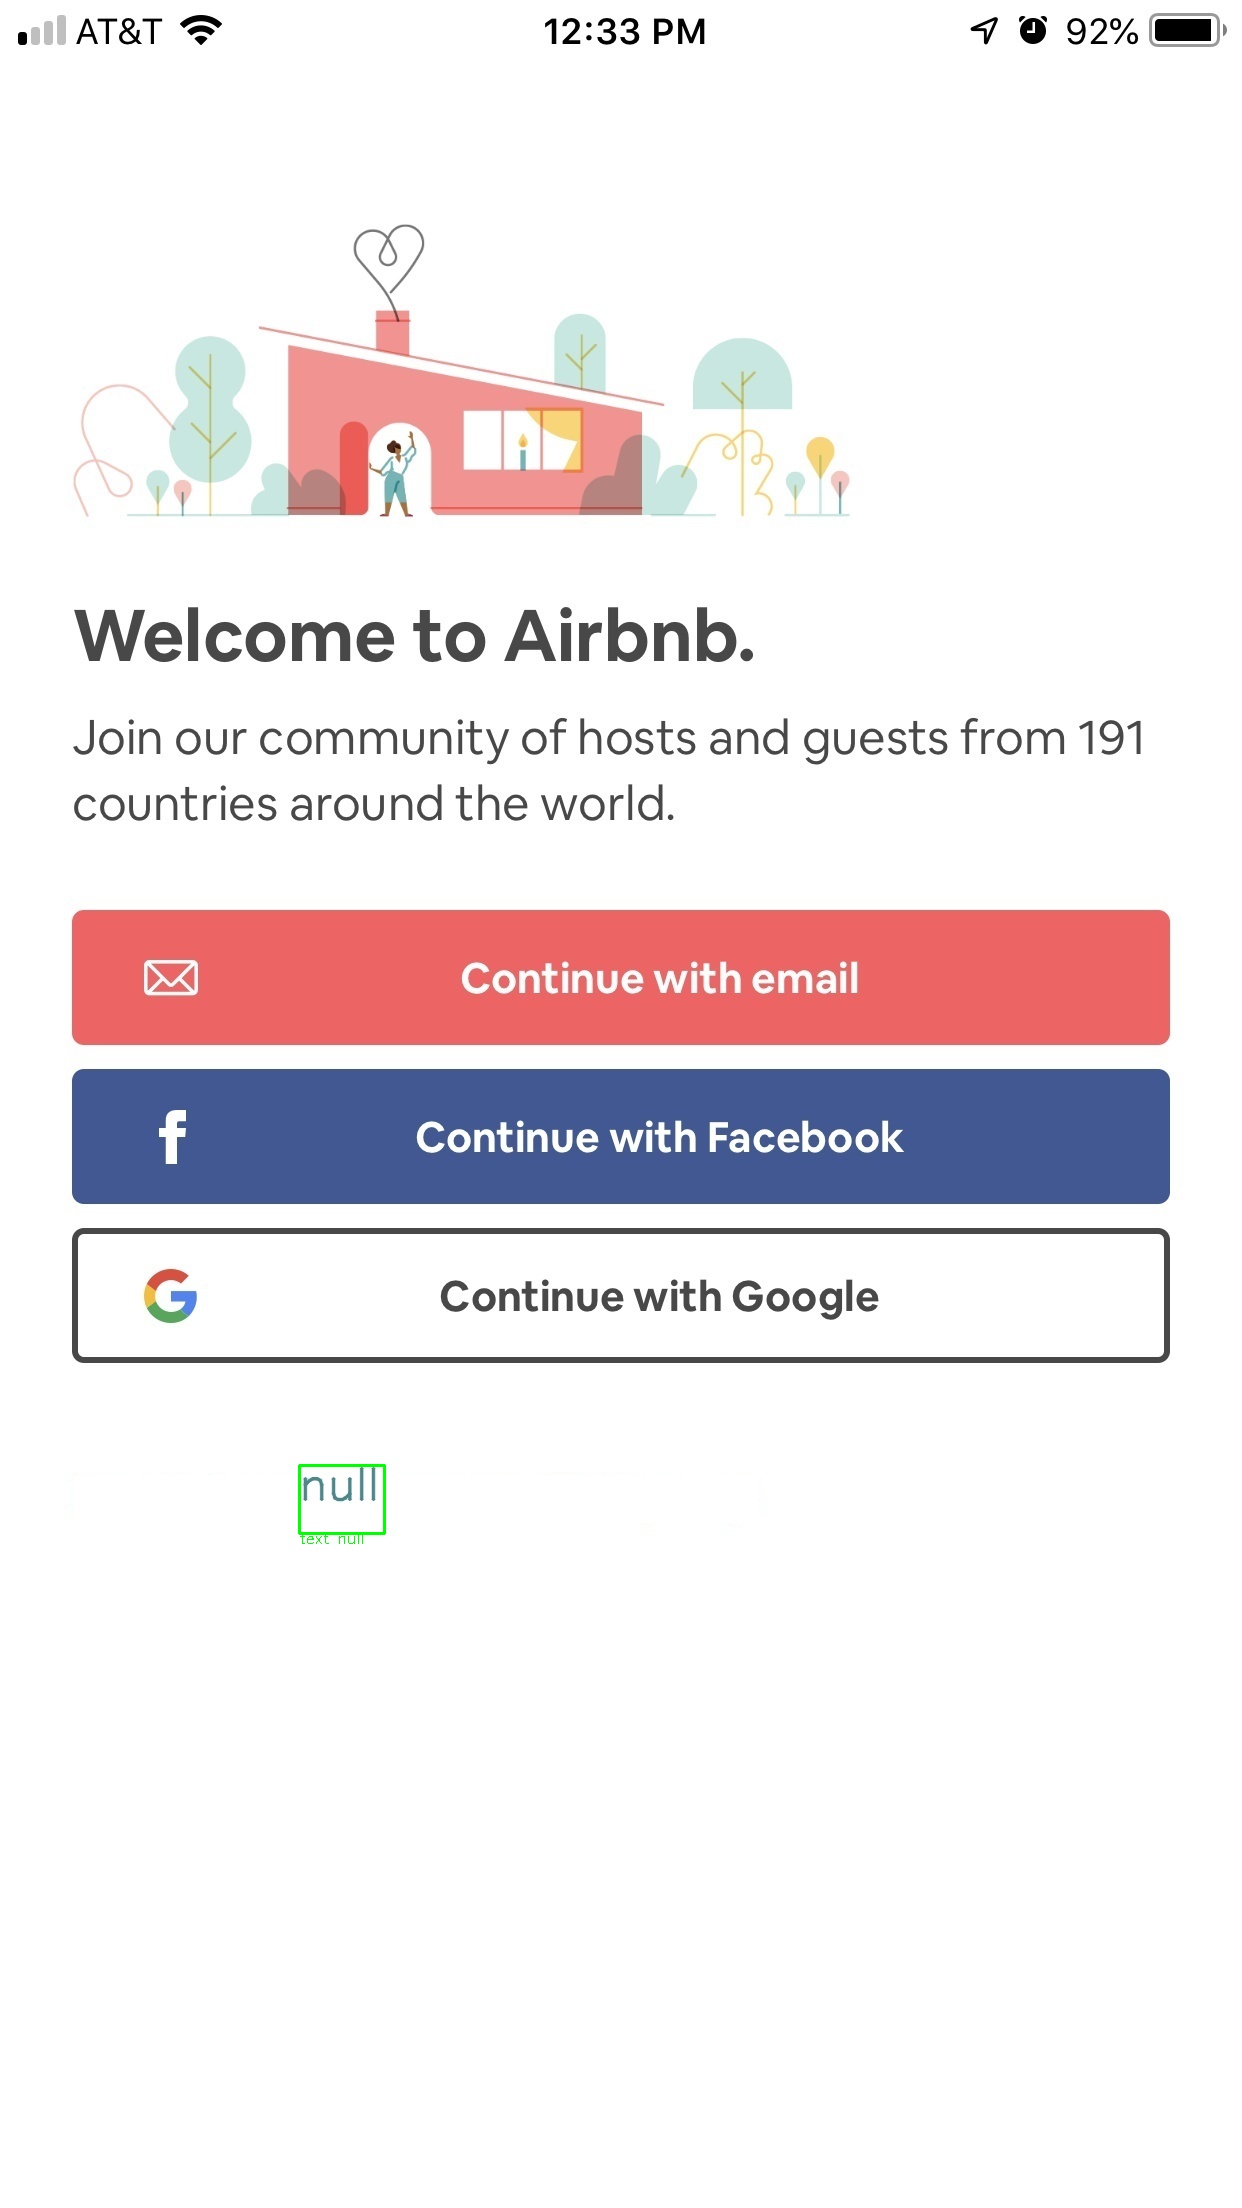 AT&T 12:33 PM 92%
Welcome to Airbnb.
Join our community of hosts and guests from 191
countries around the world.
Continue with email
Continue with Facebook
Continue with Google
null
text null